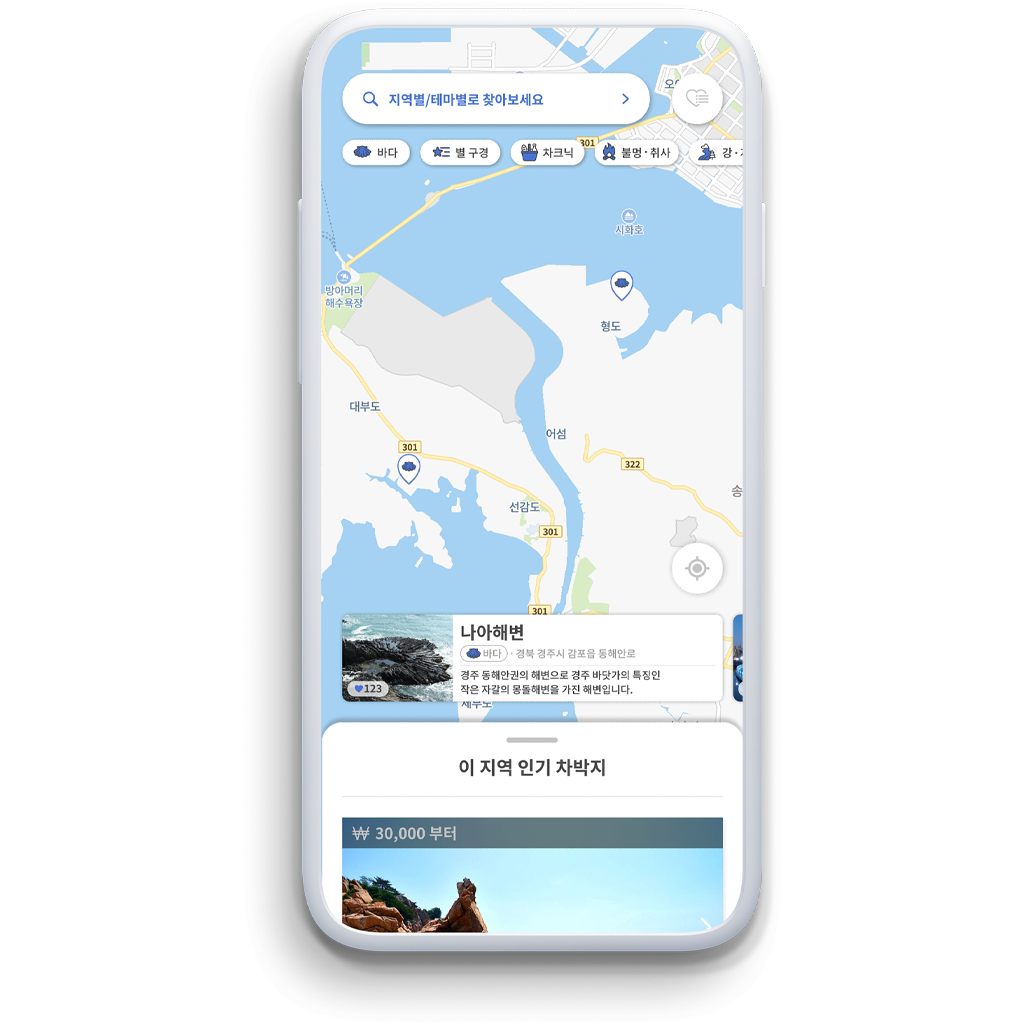 지역별/테마별로 찾아보세요
바다
별 구경
차크닉
불멍·취사
강·
301
시화호
방아머리
해수욕장
형도
대부도
301
어섬
322
송
선감도
301
301
나아해변
바다 · 경북 경주시 감포읍 동해안로
경주 동해안권의 해변으로 경주 바닷가의 특징인
작은 자갈의 몽돌해변을 가진 해변입니다.
123
제부도
이 지역 인기 차박지
₩ 30,000 부터